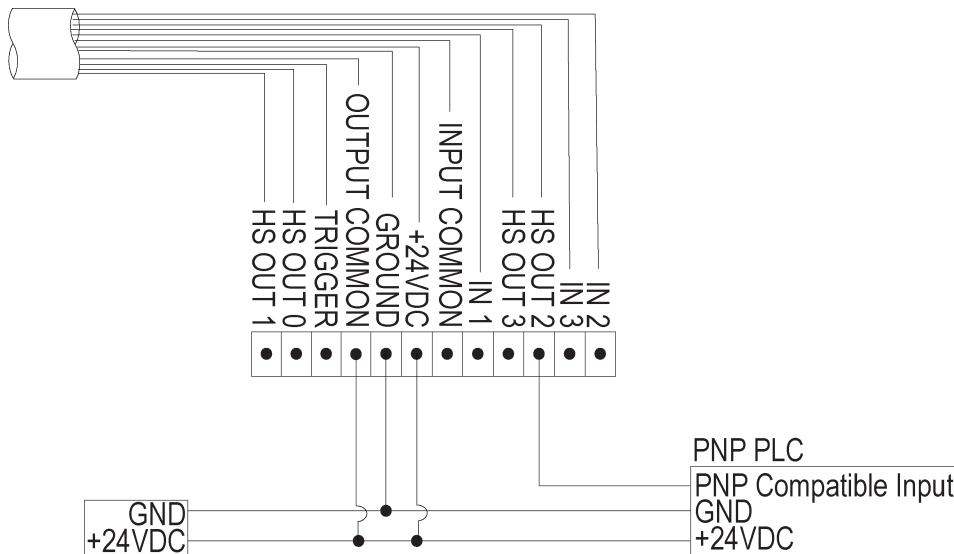 HS OUT 1
HS OUT 0
TRIGGER
OUTPUT COMMON
GROUND
+24VDC
INPUT COMMON
IN 1
HS OUT 3
HS OUT 2
IN 3
IN 2
PNP PLC
PNP Compatible Input
GND
+24VDC
GND
+24VDC